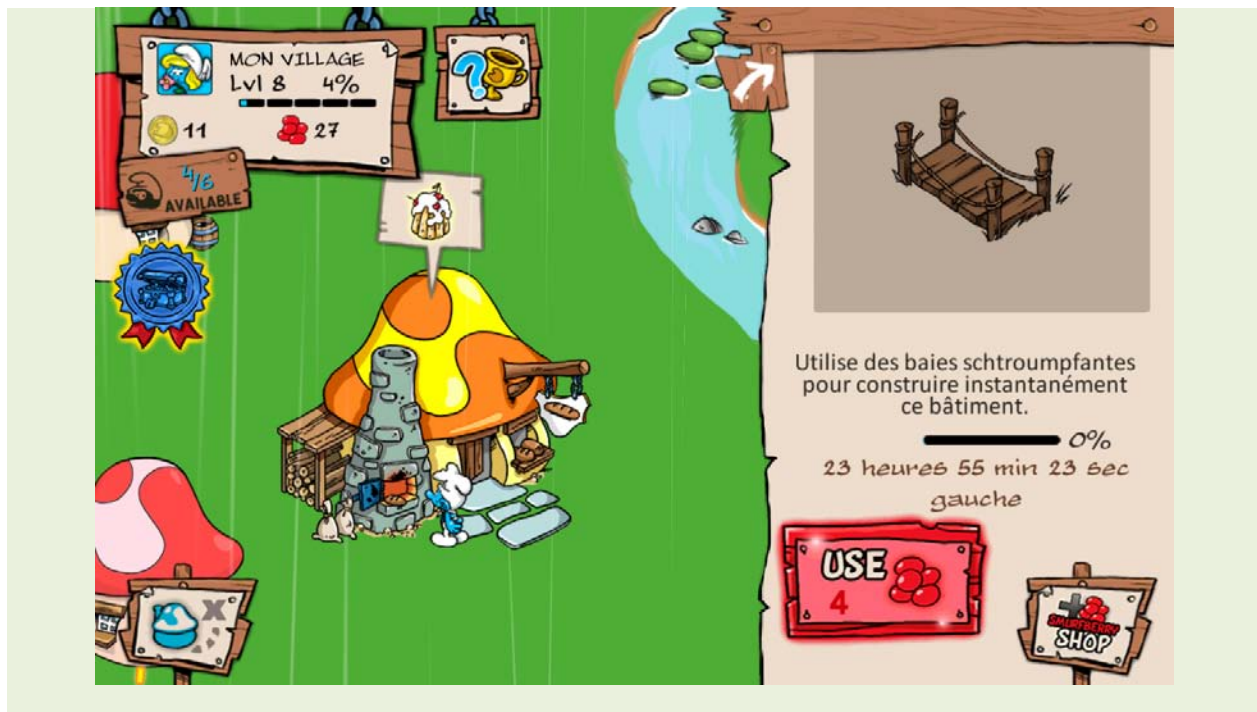 MON VILLAGE
Lvl 8 4%
11 27
4/6
AVAILABLE
Utilise des baies schtroumpfantes
pour construire instantanément
ce bâtiment.
0%
23 heures 55 min 23 sec
gauche
USE
4
SMURFBERRY
SHOP